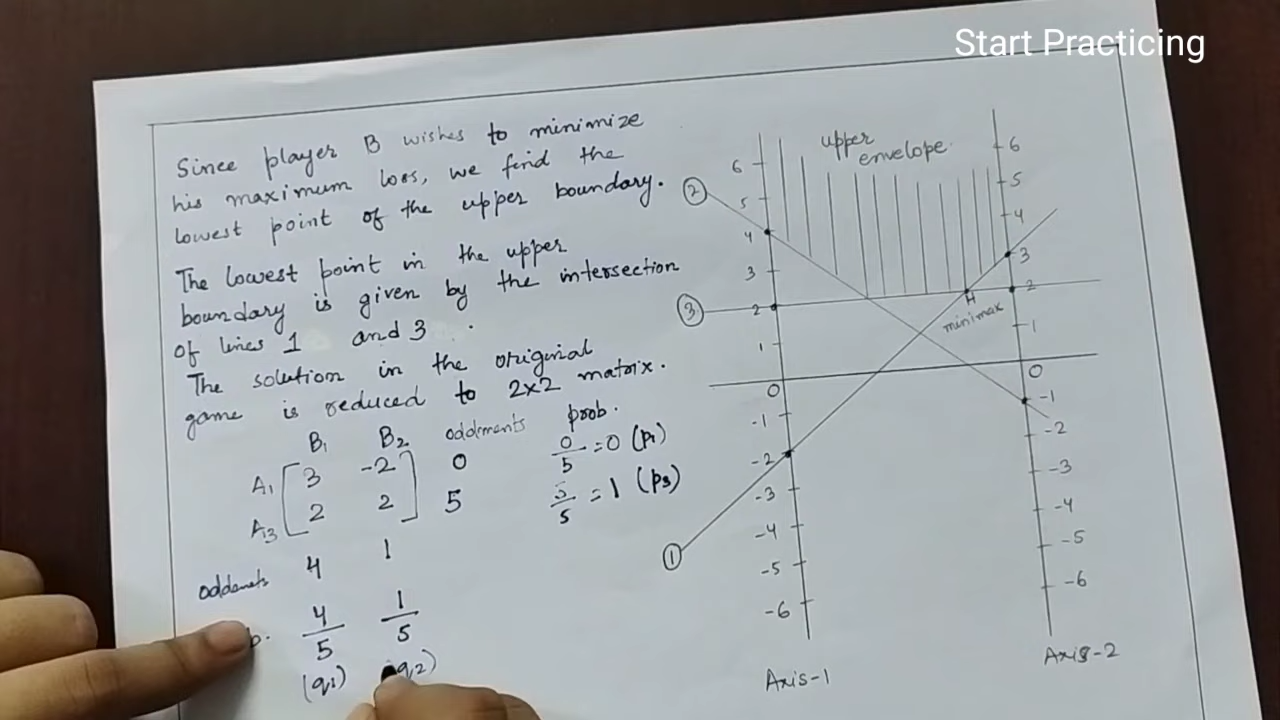 Start Practicing
Since player B wishes to minimize
his maximum loss, we find the
lowest point of the upper boundary.
The lowest point in the upper
boundary is given by the intersection
of lines 1 and 3.
The solution in the original
game is reduced to 2x2 matrix.
B1 B2 oddments prob.
A1 3 -2 0 0/5 = 0 (p1)
A3 2 2 5 5/5 = 1 (p3)
oddments 4 1
b. 4/5 1/5
(q1) q2)
upper
envelope
6
5
4
3
2
1
0
-1
-2
-3
-4
-5
-6
Axis-1
2
3
1
H
minimax
6
5
4
3
2
1
0
-1
-2
-3
-4
-5
-6
Axis-2